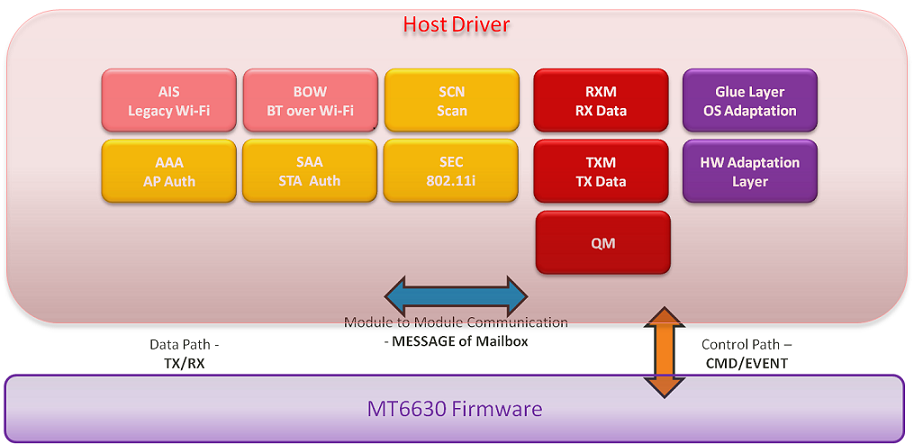 Host Driver
AIS
Legacy Wi-Fi
BOW
BT over Wi-Fi
SCN
Scan
RXM
RX Data
Glue Layer
OS Adaptation
AAA
AP Auth
SAA
STA Auth
SEC
802.11i
TXM
TX Data
HW Adaptation
Layer
QM
Module to Module Communication
- MESSAGE of Mailbox
Data Path -
TX/RX
Control Path –
CMD/EVENT
MT6630 Firmware